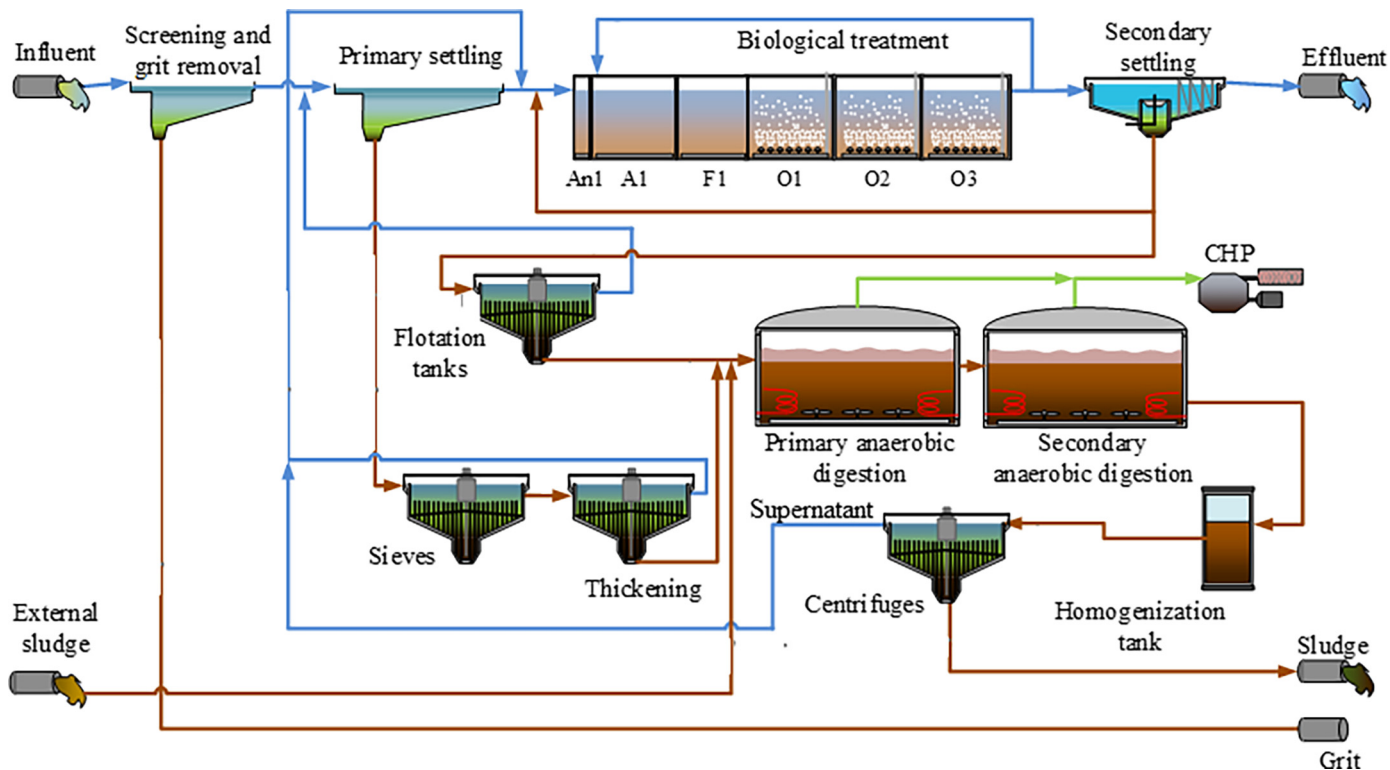 Influent
Screening and
grit removal
Primary settling
Biological treatment
Secondary
settling
Effluent
An1
A1
F1
O1
O2
O3
CHP
Flotation
tanks
Primary anaerobic
digestion
Secondary
anaerobic digestion
Sieves
Thickening
Supernatant
Centrifuges
Homogenization
tank
External
sludge
Sludge
Grit